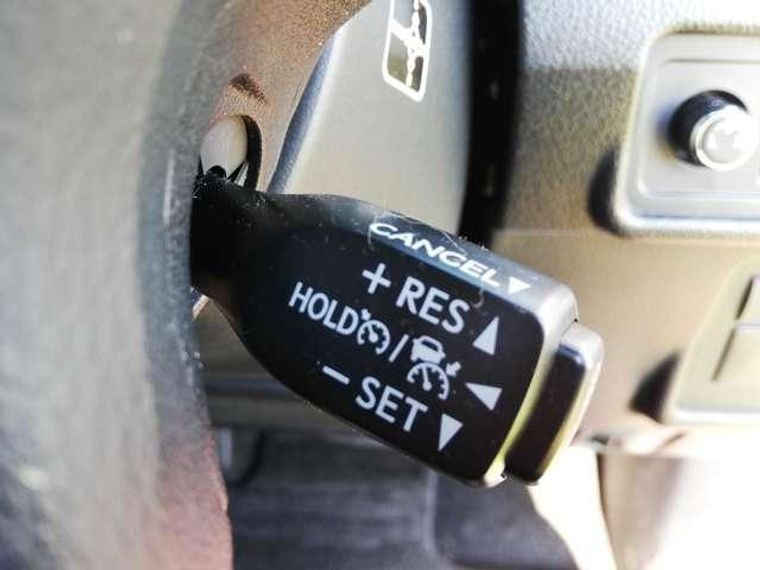 CANCEL▼
+ RES ▲
HOLD / ◀
− SET ▼